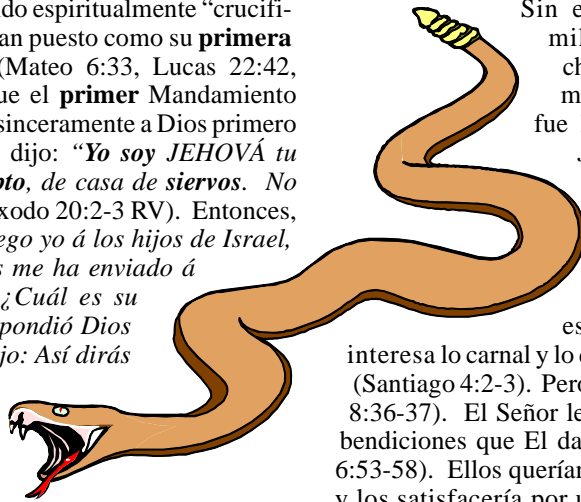 do espiritualmente “crucifi-
an puesto como su primera
(Mateo 6:33, Lucas 22:42,
ue el primer Mandamiento
sinceramente a Dios primero
dijo: “Yo soy JEHOVÁ tu
pto, de casa de siervos. No
xodo 20:2-3 RV). Entonces,
ego yo á los hijos de Israel,
s me ha enviado á
¿Cuál es su
pondió Dios
jo: Así dirás
Sin e
mil
ch
m
fue
J
es
interesa lo carnal y lo
(Santiago 4:2-3). Pero
8:36-37). El Señor le
bendiciones que El da
6:53-58). Ellos querían
y los satisfacería por